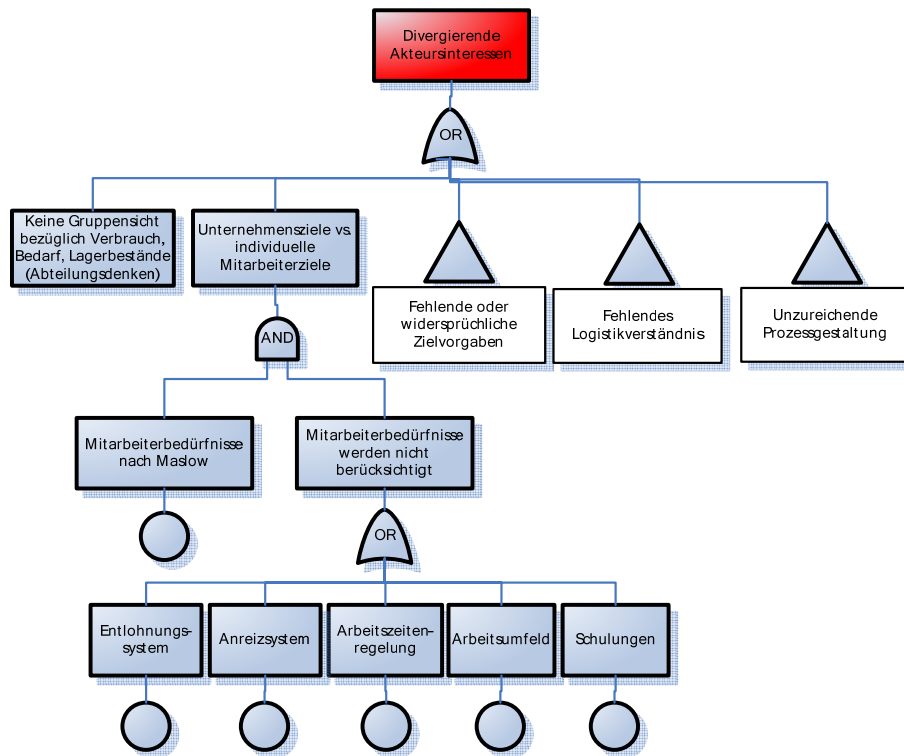 Divergierende
Akteursinteressen
OR
Keine Gruppensicht
bezüglich Verbrauch,
Bedarf, Lagerbestände
(Abteilungsdenken)
Unternehmensziele vs.
individuelle
Mitarbeiterziele
Fehlende oder
widersprüchliche
Zielvorgaben
Fehlendes
Logistikverständnis
Unzureichende
Prozessgestaltung
AND
Mitarbeiterbedürfnisse
nach Maslow
Mitarbeiterbedürfnisse
werden nicht
berücksichtigt
OR
Entlohnungs-
system
Anreizsystem
Arbeitszeiten-
regelung
Arbeitsumfeld
Schulungen